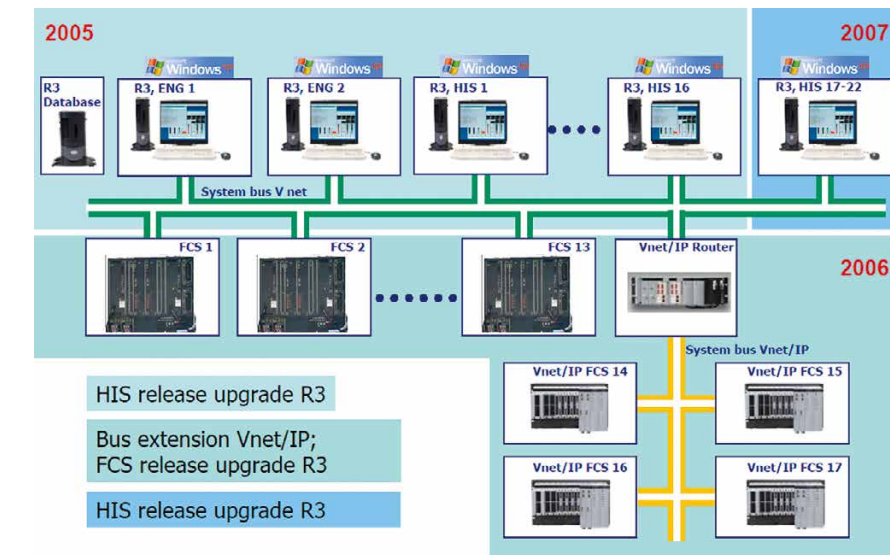 2005
2007
Windows
Windows
Windows
Windows
Windows
R3
Database
R3, ENG 1
R3, ENG 2
R3, HIS 1
R3, HIS 16
R3, HIS 17-22
System bus V net
FCS 1
FCS 2
FCS 13
Vnet/IP Router
2006
System bus Vnet/IP
Vnet/IP FCS 14
Vnet/IP FCS 15
Vnet/IP FCS 16
Vnet/IP FCS 17
HIS release upgrade R3
Bus extension Vnet/IP;
FCS release upgrade R3
HIS release upgrade R3